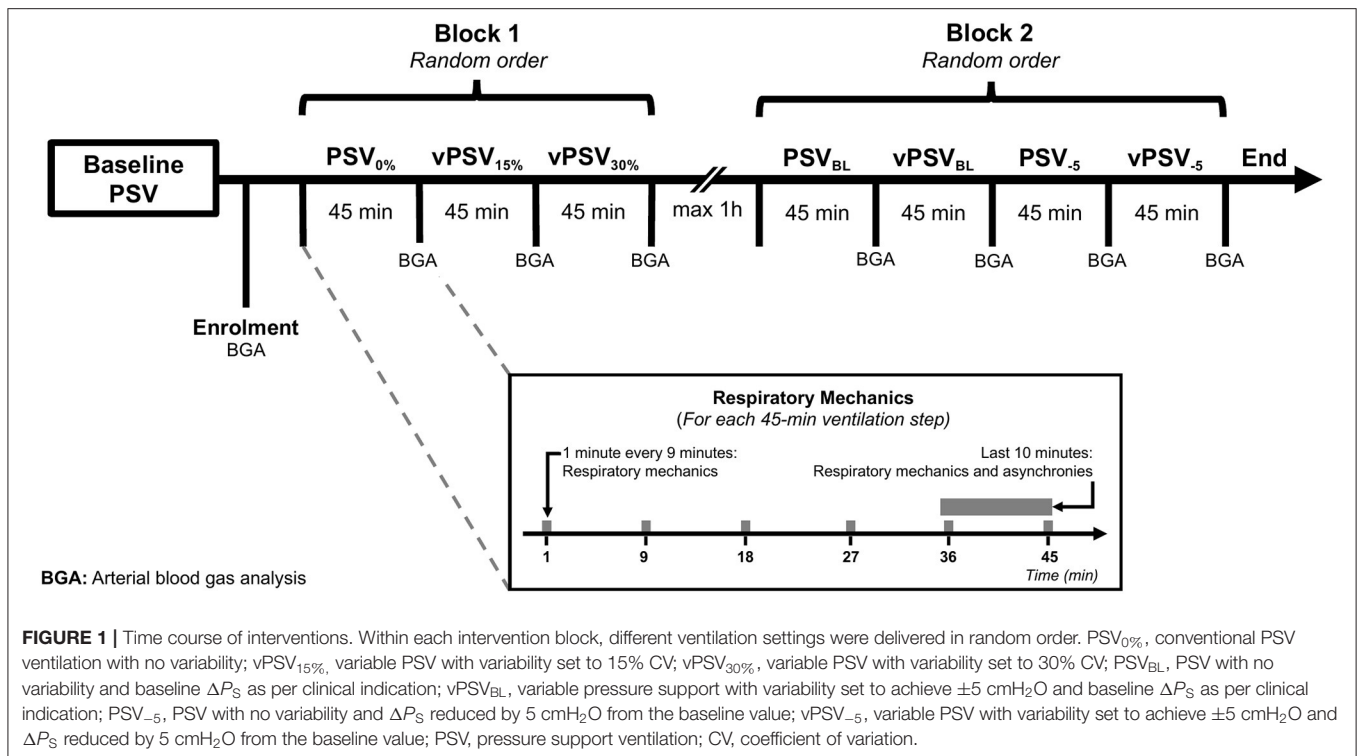 Block 1
Random order
Block 2
Random order
Baseline
PSV
PSV0%
vPSV15%
vPSV30%
PSVBL
vPSVBL
PSV-5
vPSV-5
End
45 min
45 min
45 min
max 1h
45 min
45 min
45 min
45 min
BGA
BGA
BGA
BGA
BGA
BGA
BGA
Enrolment
BGA
Respiratory Mechanics
(For each 45-min ventilation step)
1 minute every 9 minutes:
Respiratory mechanics
Last 10 minutes:
Respiratory mechanics and asynchronies
1
9
18
27
36
45
Time (min)
BGA: Arterial blood gas analysis
FIGURE 1 | Time course of interventions. Within each intervention block, different ventilation settings were delivered in random order. PSV0%, conventional PSV
ventilation with no variability; vPSV15%, variable PSV with variability set to 15% CV; vPSV30%, variable PSV with variability set to 30% CV; PSVBL, PSV with no
variability and baseline ΔPS as per clinical indication; vPSVBL, variable pressure support with variability set to achieve ±5 cmH2O and baseline ΔPS as per clinical
indication; PSV−5, PSV with no variability and ΔPS reduced by 5 cmH2O from the baseline value; vPSV−5, variable PSV with variability set to achieve ±5 cmH2O and
ΔPS reduced by 5 cmH2O from the baseline value; PSV, pressure support ventilation; CV, coefficient of variation.